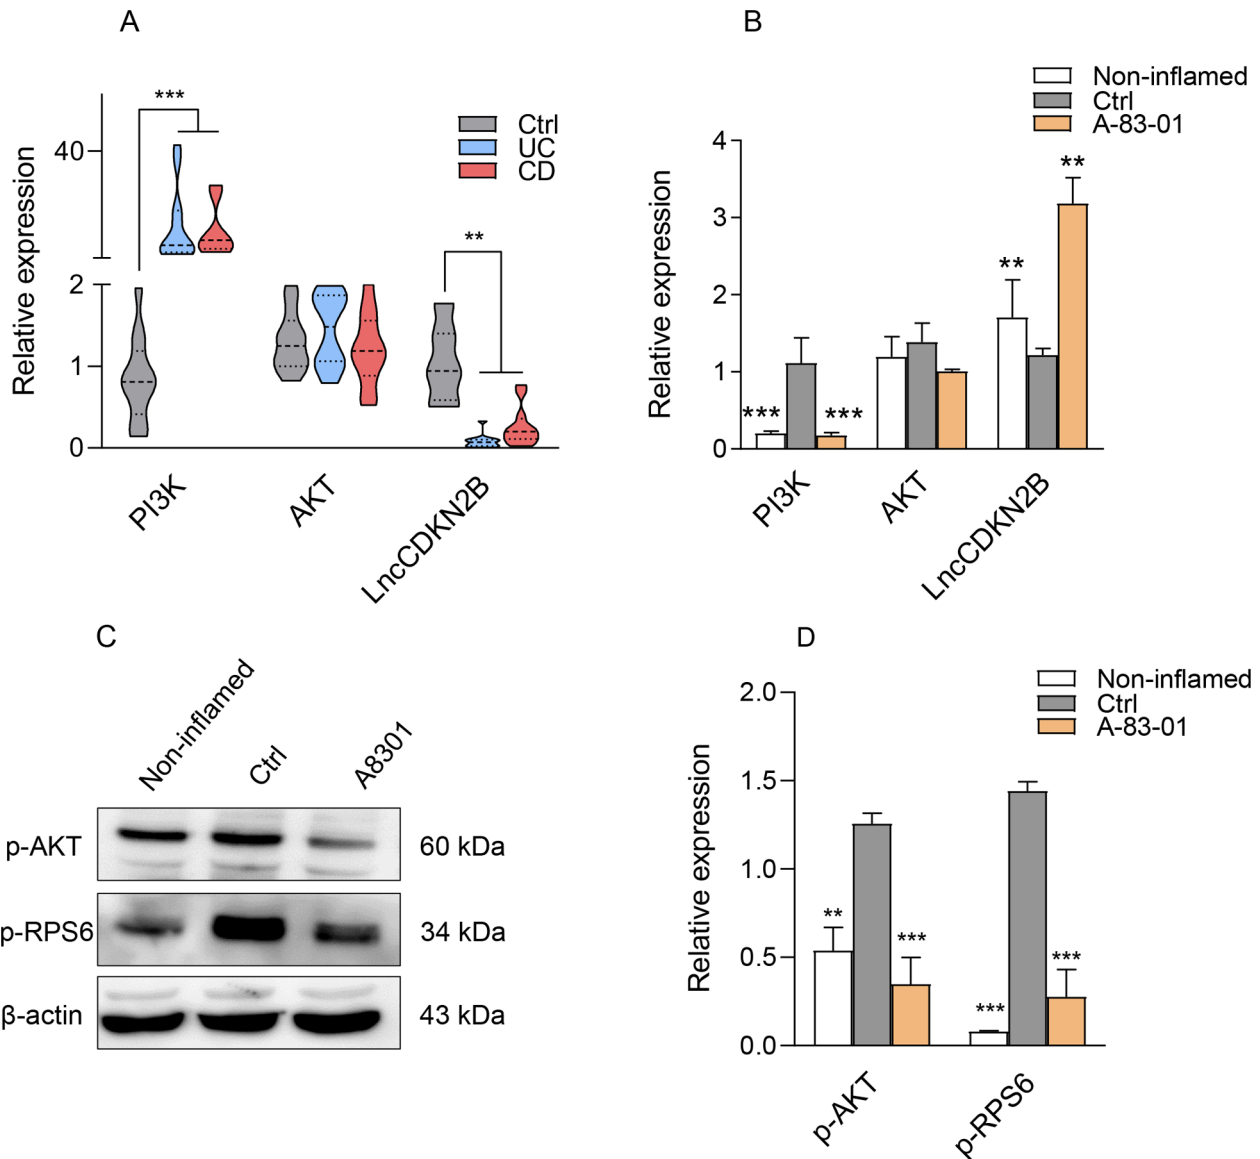 A
***
Ctrl
UC
CD
40
2
1
0
**
Relative expression
PI3K
AKT
LncCDKN2B
B
Non-inflamed
Ctrl
A-83-01
4
3
2
1
0
Relative expression
***
***
**
**
PI3K
AKT
LncCDKN2B
C
Non-inflamed
Ctrl
A8301
p-AKT
60 kDa
p-RPS6
34 kDa
β-actin
43 kDa
D
Non-inflamed
Ctrl
A-83-01
2.0
1.5
1.0
0.5
0.0
Relative expression
**
***
***
***
p-AKT
p-RPS6